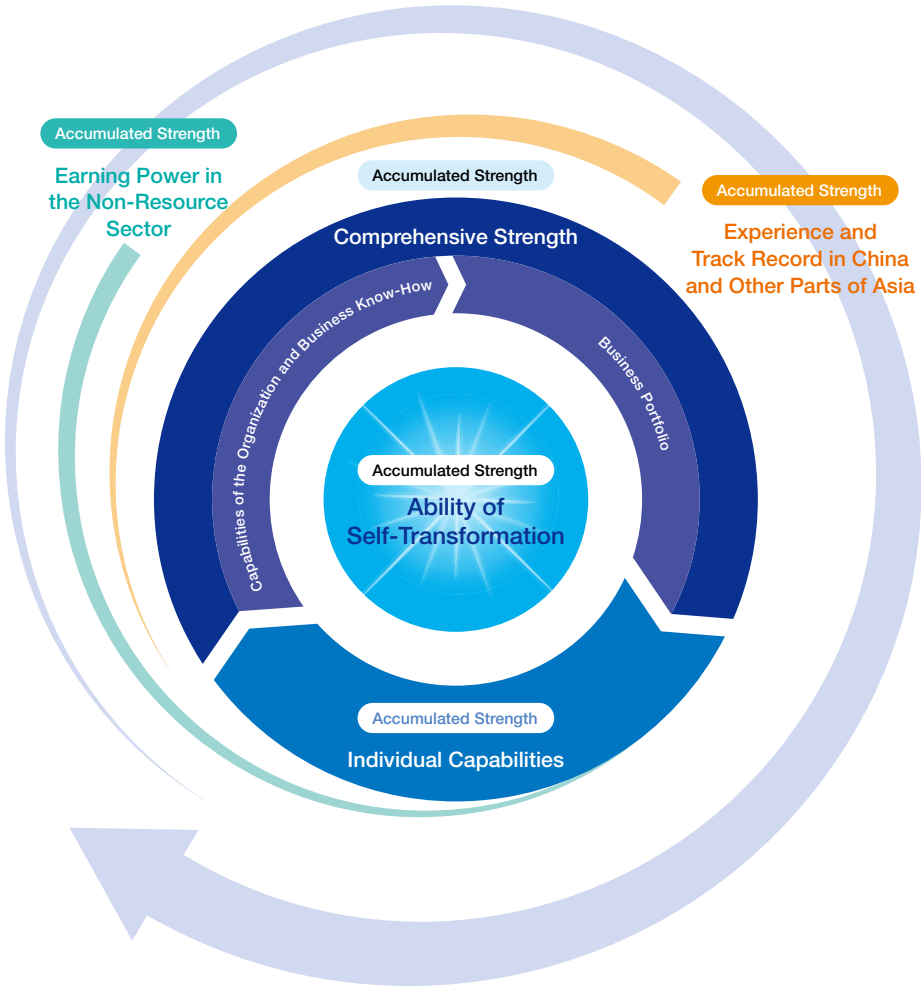 Accumulated Strength
Earning Power in
the Non-Resource
Sector
Accumulated Strength
Comprehensive Strength
Accumulated Strength
Experience and
Track Record in China
and Other Parts of Asia
Capabilities of the Organization and Business Know-How
Business Portfolio
Accumulated Strength
Ability of
Self-Transformation
Accumulated Strength
Individual Capabilities